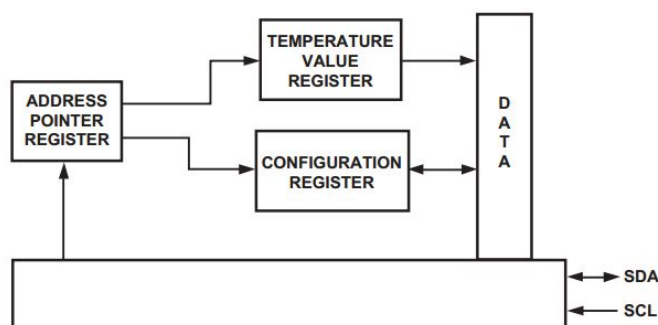 TEMPERATURE
VALUE
REGISTER
ADDRESS
POINTER
REGISTER
CONFIGURATION
REGISTER
D
A
T
A
SDA
SCL